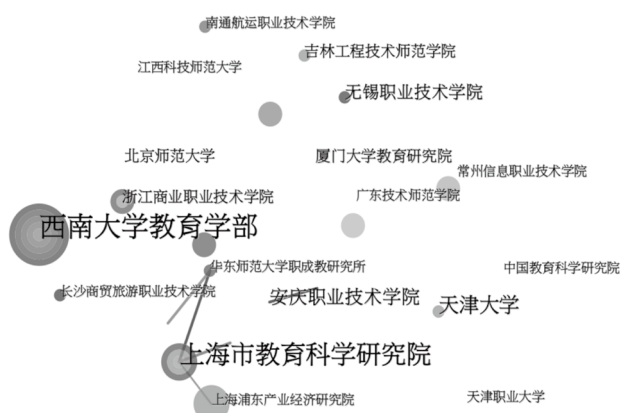 南通航运职业技术学院
吉林工程技术师范学院
江西科技师范大学
无锡职业技术学院
北京师范大学
厦门大学教育研究院
常州信息职业技术学院
浙江商业职业技术学院
广东技术师范学院
西南大学教育学部
华东师范大学职成教研究所
中国教育科学研究院
长沙商贸旅游职业技术学院
安庆职业技术学院
天津大学
上海市教育科学研究院
天津职业大学
上海浦东产业经济研究院